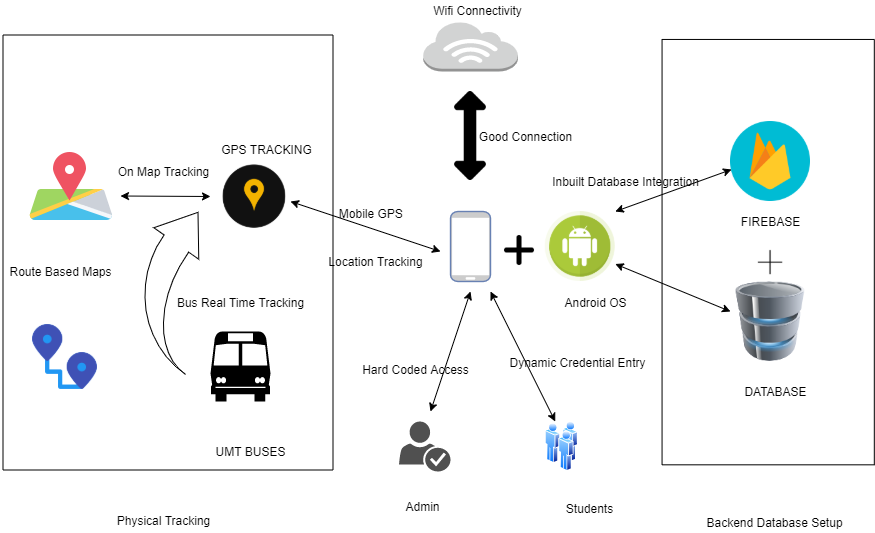 Wifi Connectivity
Good Connection
GPS TRACKING
On Map Tracking
Mobile GPS
Location Tracking
Route Based Maps
Bus Real Time Tracking
UMT BUSES
Inbuilt Database Integration
FIREBASE
Android OS
DATABASE
Hard Coded Access
Dynamic Credential Entry
Admin
Students
Physical Tracking
Backend Database Setup